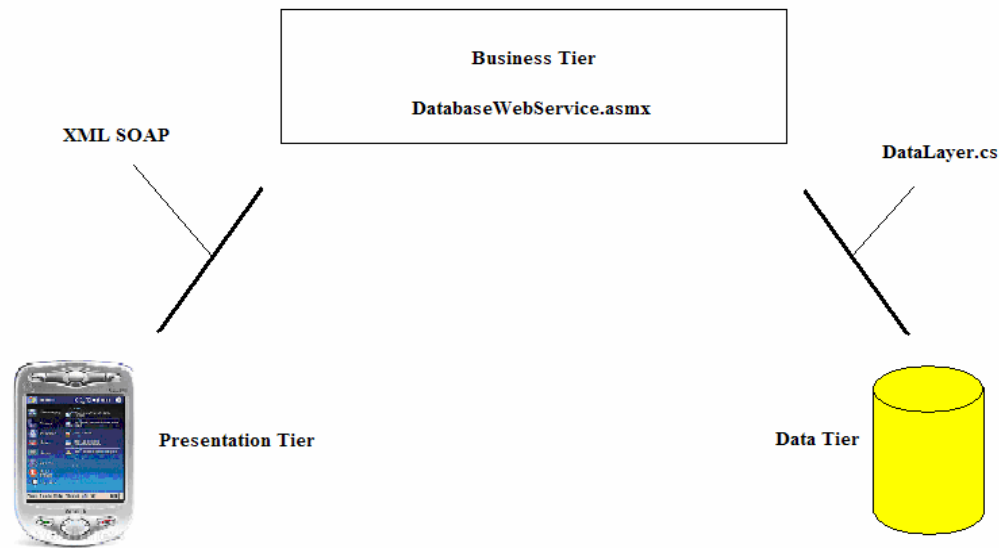 Business Tier
DatabaseWebService.asmx
XML SOAP
DataLayer.cs
Presentation Tier
Data Tier